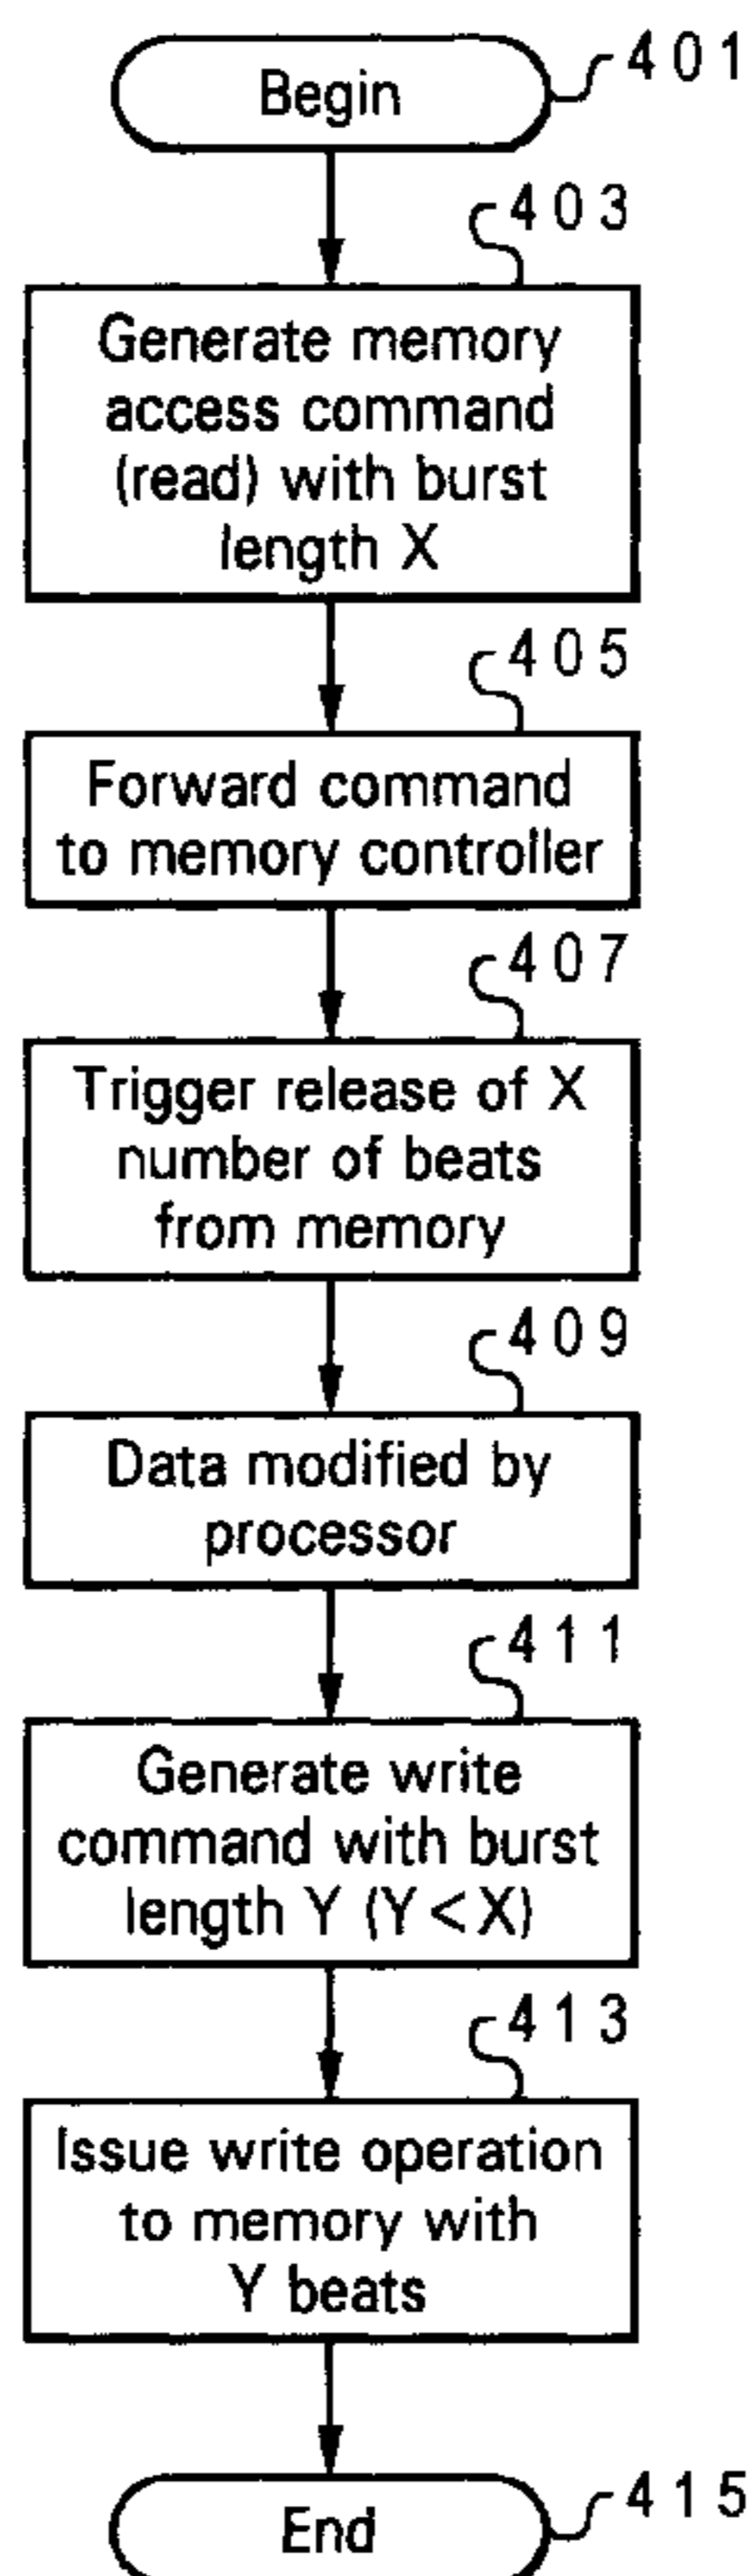 Begin
401
403
Generate memory
access command
(read) with burst
length X
405
Forward command
to memory controller
407
Trigger release of X
number of beats
from memory
409
Data modified by
processor
411
Generate write
command with burst
length Y (Y<X)
413
Issue write operation
to memory with
Y beats
End
415